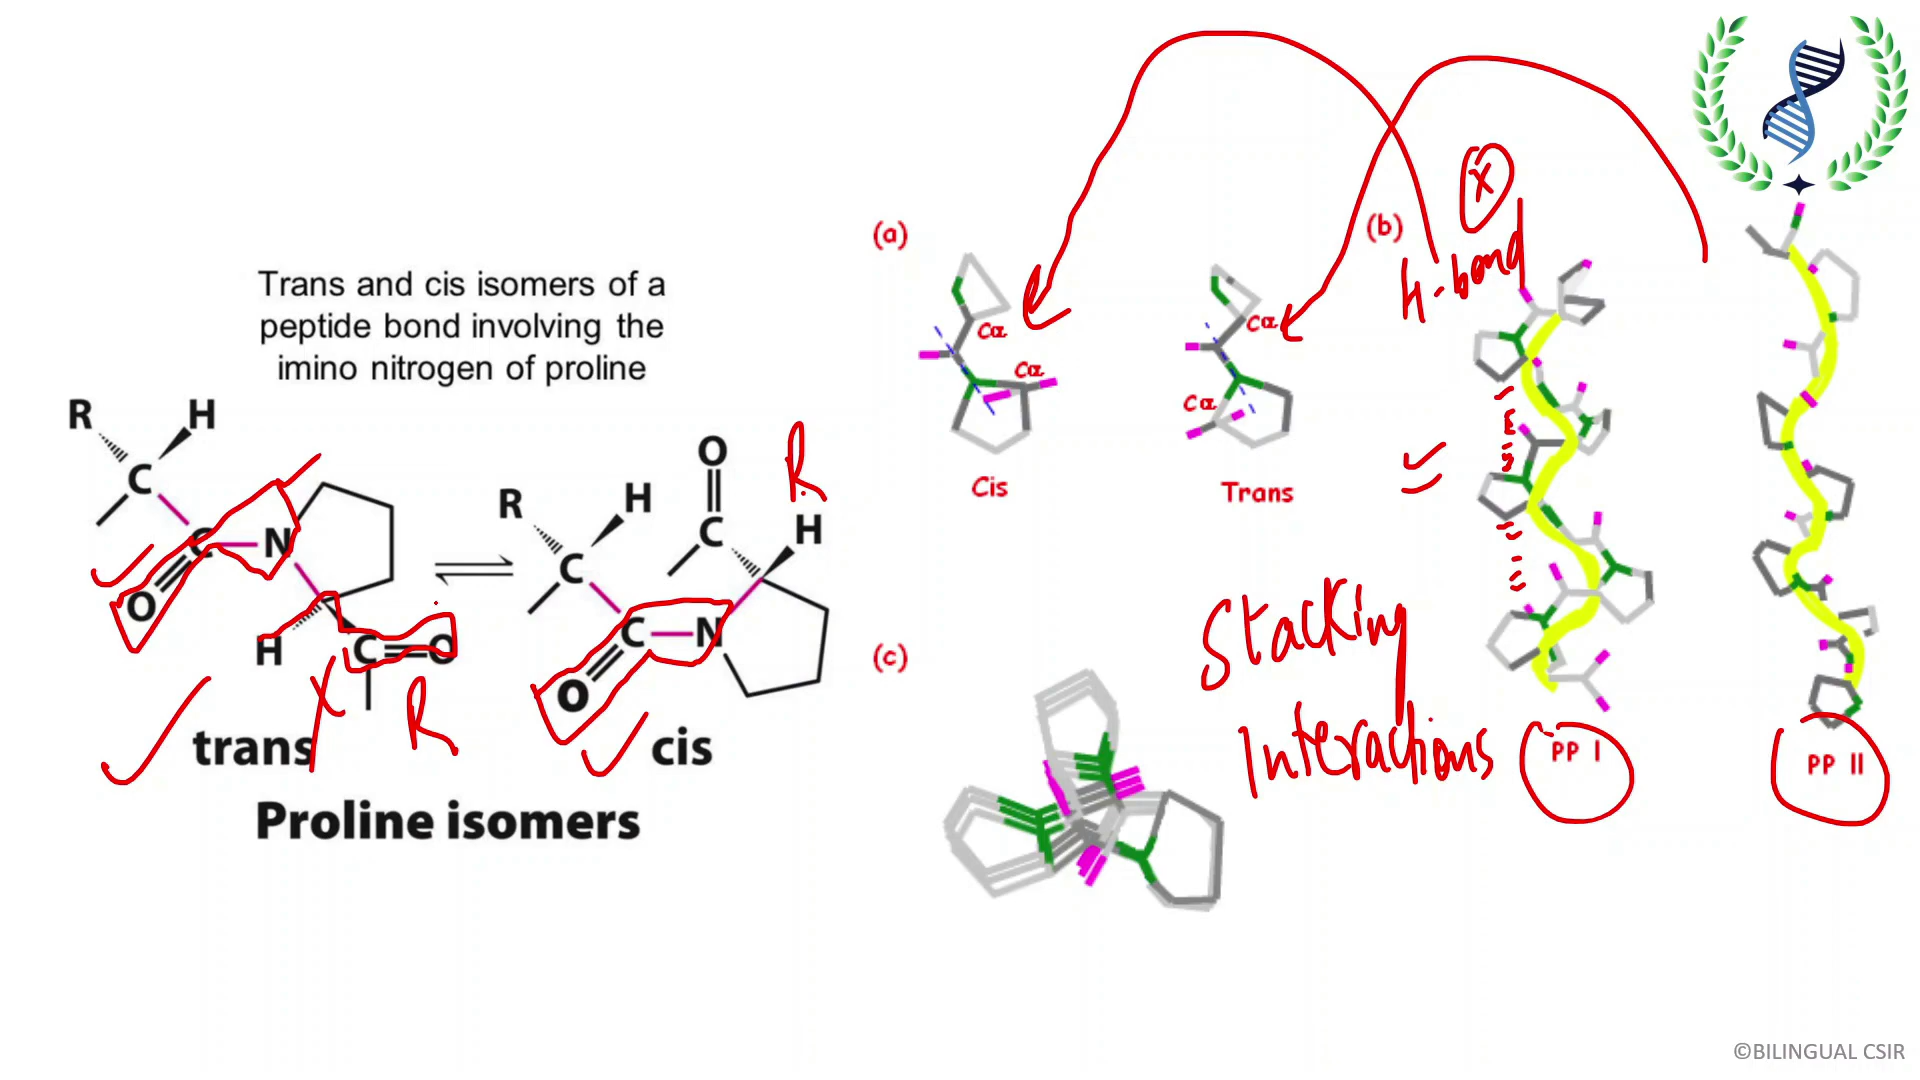 Trans and cis isomers of a
peptide bond involving the
imino nitrogen of proline
R
H
C
C
N
O
H
C
O
X
R
trans
R
H
C
O
C
H
R
C
N
O
cis
Proline isomers
(a)
Cα
Cα
Cis
Cα
Cα
Trans
(b)
X
H-bond
PP I
PP II
(c)
Stacking
Interactions
©BILINGUAL CSIR